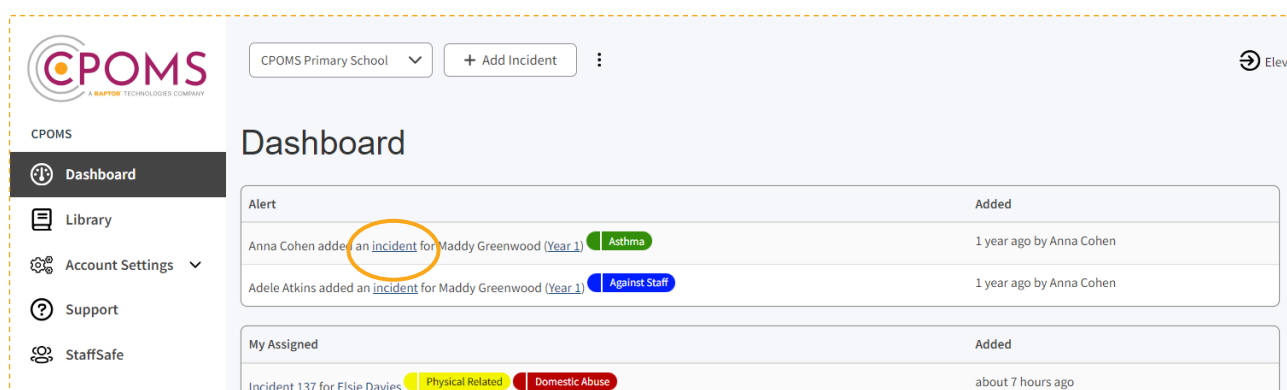 CPOMS
A RAPTOR TECHNOLOGIES COMPANY
CPOMS Primary School
+ Add Incident
Elev
CPOMS
Dashboard
Library
Account Settings
Support
StaffSafe
Dashboard
Alert Added
Anna Cohen added an incident for Maddy Greenwood (Year 1) Asthma 1 year ago by Anna Cohen
Adele Atkins added an incident for Maddy Greenwood (Year 1) Against Staff 1 year ago by Anna Cohen
My Assigned Added
Incident 137 for Elsie Davies Physical Related Domestic Abuse about 7 hours ago